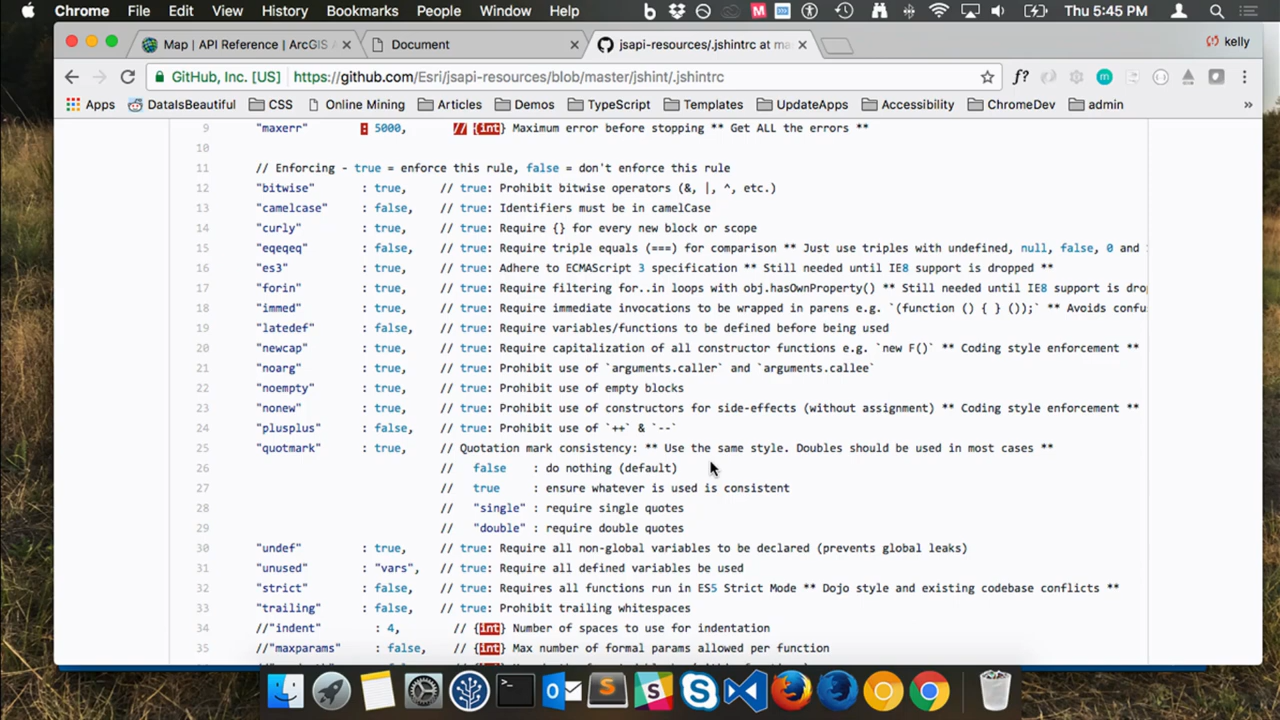 Chrome File Edit View History Bookmarks People Window Help Thu 5:45 PM
Map | API Reference | ArcGIS A Document jsapi-resources/.jshintrc at mas kelly
GitHub, Inc. [US] https://github.com/Esri/jsapi-resources/blob/master/jshint/.jshintrc f?
Apps DataIsBeautiful CSS Online Mining Articles Demos TypeScript Templates UpdateApps Accessibility ChromeDev admin »
9 "maxerr" : 5000, // {int} Maximum error before stopping ** Get ALL the errors **
10
11 // Enforcing - true = enforce this rule, false = don't enforce this rule
12 "bitwise" : true, // true: Prohibit bitwise operators (&, |, ^, etc.)
13 "camelcase" : false, // true: Identifiers must be in camelCase
14 "curly" : true, // true: Require {} for every new block or scope
15 "eqeqeq" : false, // true: Require triple equals (===) for comparison ** Just use triples with undefined, null, false, 0 and
16 "es3" : true, // true: Adhere to ECMAScript 3 specification ** Still needed until IE8 support is dropped **
17 "forin" : true, // true: Require filtering for..in loops with obj.hasOwnProperty() ** Still needed until IE8 support is drop
18 "immed" : true, // true: Require immediate invocations to be wrapped in parens e.g. `(function () { } ());` ** Avoids confu
19 "latedef" : false, // true: Require variables/functions to be defined before being used
20 "newcap" : true, // true: Require capitalization of all constructor functions e.g. `new F()` ** Coding style enforcement **
21 "noarg" : true, // true: Prohibit use of `arguments.caller` and `arguments.callee`
22 "noempty" : true, // true: Prohibit use of empty blocks
23 "nonew" : true, // true: Prohibit use of constructors for side-effects (without assignment) ** Coding style enforcement **
24 "plusplus" : false, // true: Prohibit use of `++` & `--`
25 "quotmark" : true, // Quotation mark consistency: ** Use the same style. Doubles should be used in most cases **
26 // false : do nothing (default)
27 // true : ensure whatever is used is consistent
28 // "single" : require single quotes
29 // "double" : require double quotes
30 "undef" : true, // true: Require all non-global variables to be declared (prevents global leaks)
31 "unused" : "vars", // true: Require all defined variables be used
32 "strict" : false, // true: Requires all functions run in ES5 Strict Mode ** Dojo style and existing codebase conflicts **
33 "trailing" : false, // true: Prohibit trailing whitespaces
34 //"indent" : 4, // {int} Number of spaces to use for indentation
35 //"maxparams" : false, // {int} Max number of formal params allowed per function